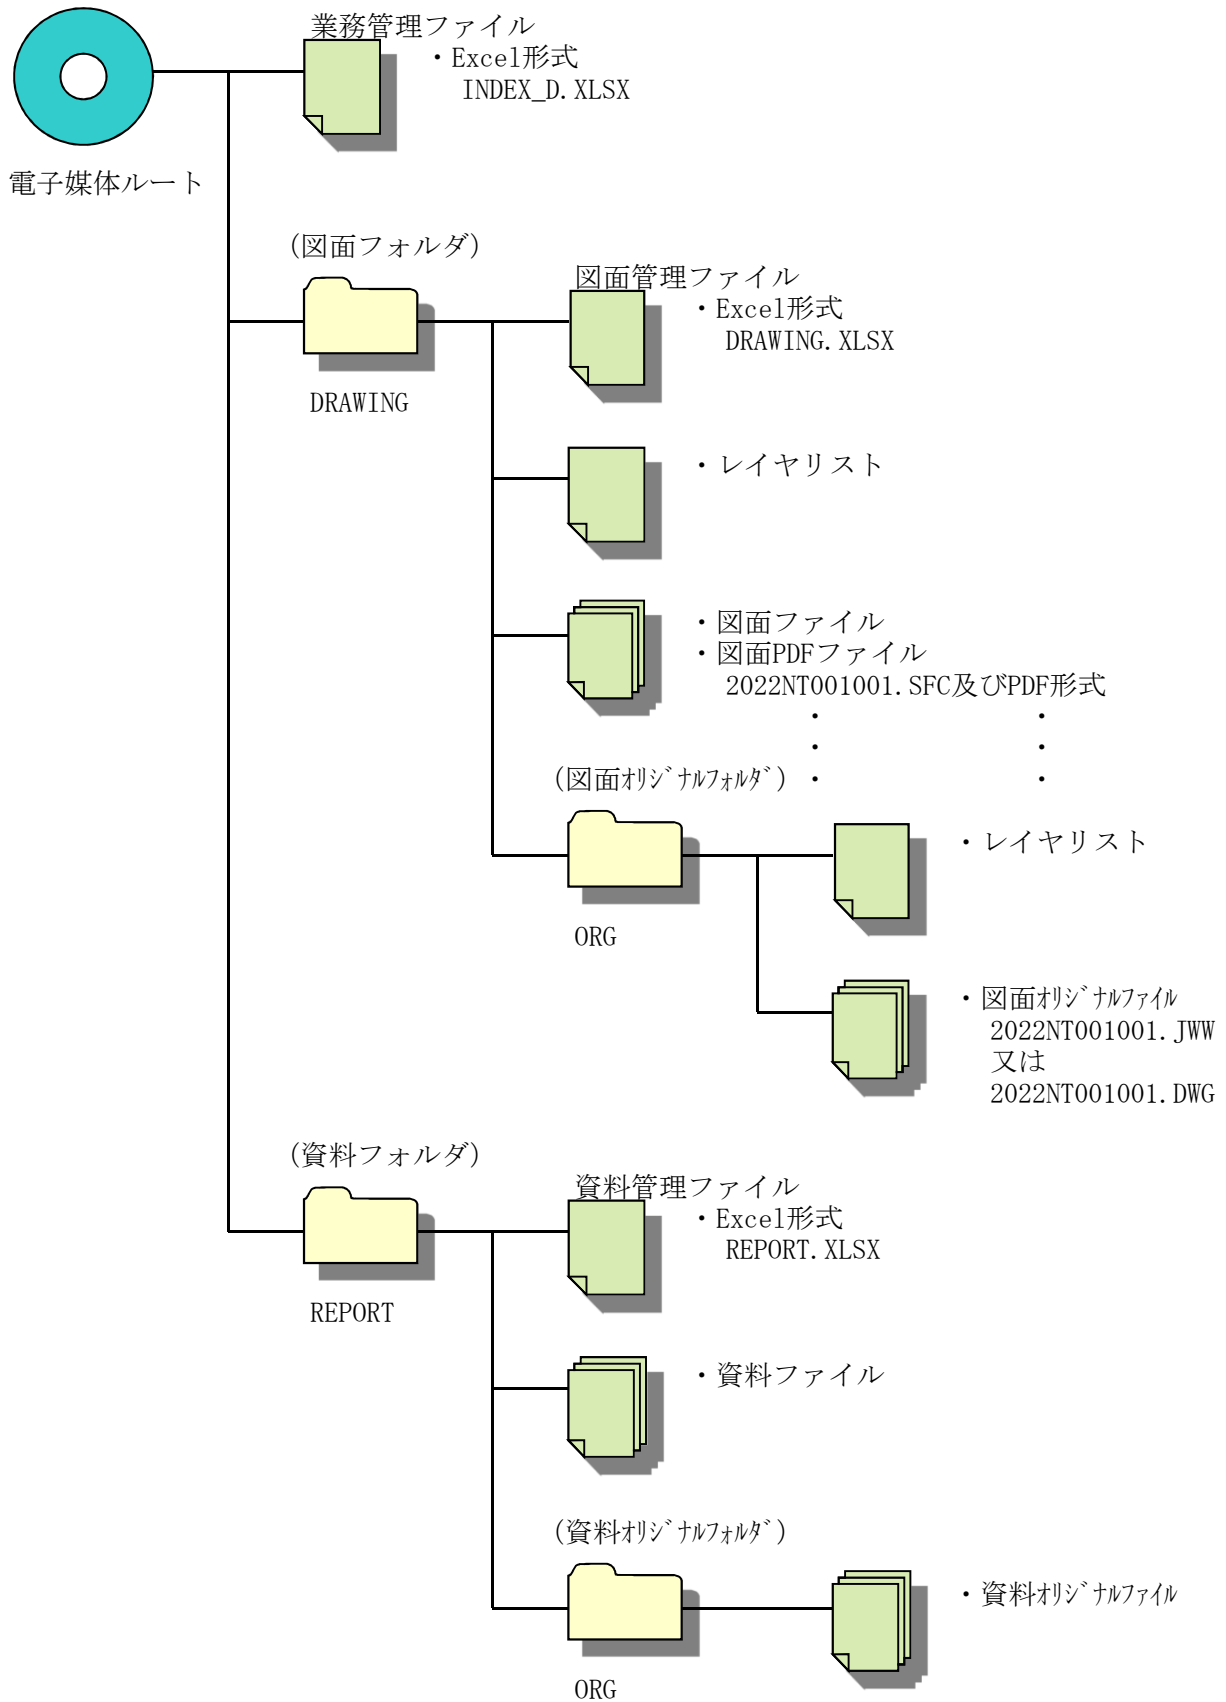 業務管理ファイル
・Excel形式
INDEX_D.XLSX
電子媒体ルート
(図面フォルダ)
図面管理ファイル
・Excel形式
DRAWING.XLSX
DRAWING
・レイヤリスト
・図面ファイル
・図面PDFファイル
2022NT001001.SFC及びPDF形式
・ ・
・ ・
(図面ｵﾘｼﾞﾅﾙﾌｫﾙﾀﾞ) ・ ・
・レイヤリスト
ORG
・図面ｵﾘｼﾞﾅﾙﾌｧｲﾙ
2022NT001001.JWW
又は
2022NT001001.DWG
(資料フォルダ)
資料管理ファイル
・Excel形式
REPORT.XLSX
REPORT
・資料ファイル
(資料ｵﾘｼﾞﾅﾙﾌｫﾙﾀﾞ)
・資料ｵﾘｼﾞﾅﾙﾌｧｲﾙ
ORG